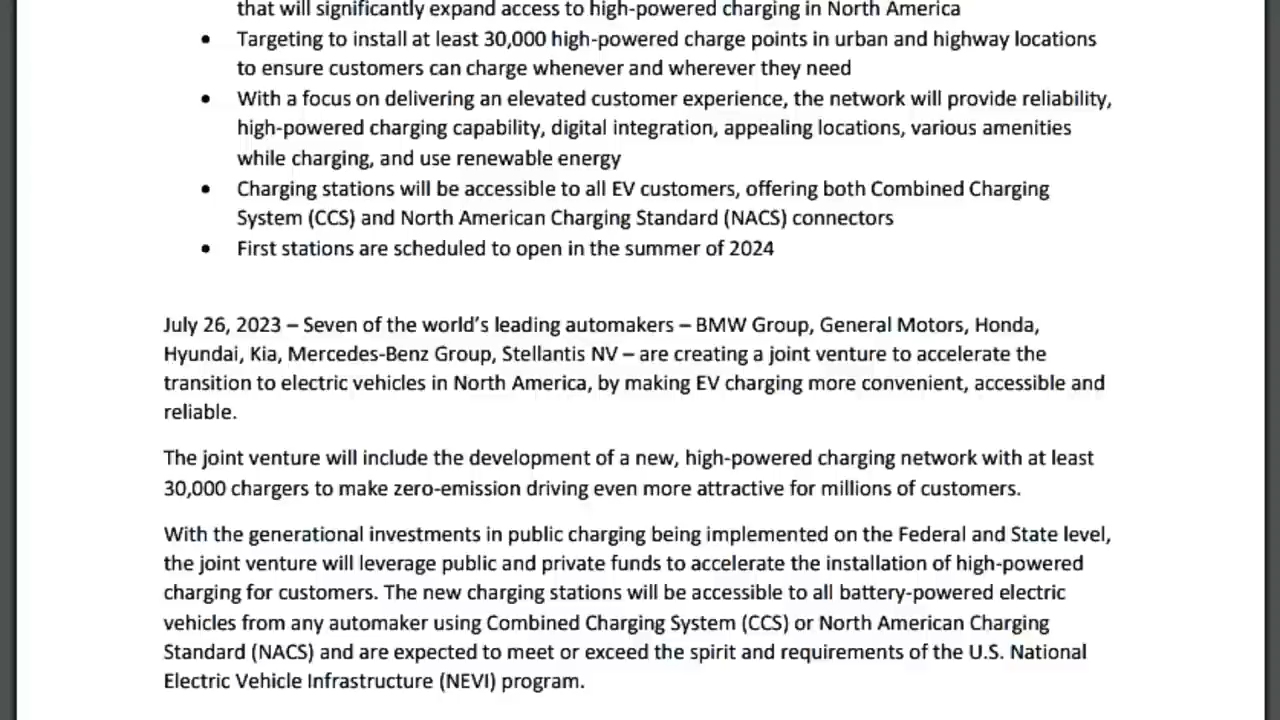 that will significantly expand access to high-powered charging in North America
• Targeting to install at least 30,000 high-powered charge points in urban and highway locations
to ensure customers can charge whenever and wherever they need
• With a focus on delivering an elevated customer experience, the network will provide reliability,
high-powered charging capability, digital integration, appealing locations, various amenities
while charging, and use renewable energy
• Charging stations will be accessible to all EV customers, offering both Combined Charging
System (CCS) and North American Charging Standard (NACS) connectors
• First stations are scheduled to open in the summer of 2024
July 26, 2023 – Seven of the world’s leading automakers – BMW Group, General Motors, Honda,
Hyundai, Kia, Mercedes-Benz Group, Stellantis NV – are creating a joint venture to accelerate the
transition to electric vehicles in North America, by making EV charging more convenient, accessible and
reliable.
The joint venture will include the development of a new, high-powered charging network with at least
30,000 chargers to make zero-emission driving even more attractive for millions of customers.
With the generational investments in public charging being implemented on the Federal and State level,
the joint venture will leverage public and private funds to accelerate the installation of high-powered
charging for customers. The new charging stations will be accessible to all battery-powered electric
vehicles from any automaker using Combined Charging System (CCS) or North American Charging
Standard (NACS) and are expected to meet or exceed the spirit and requirements of the U.S. National
Electric Vehicle Infrastructure (NEVI) program.